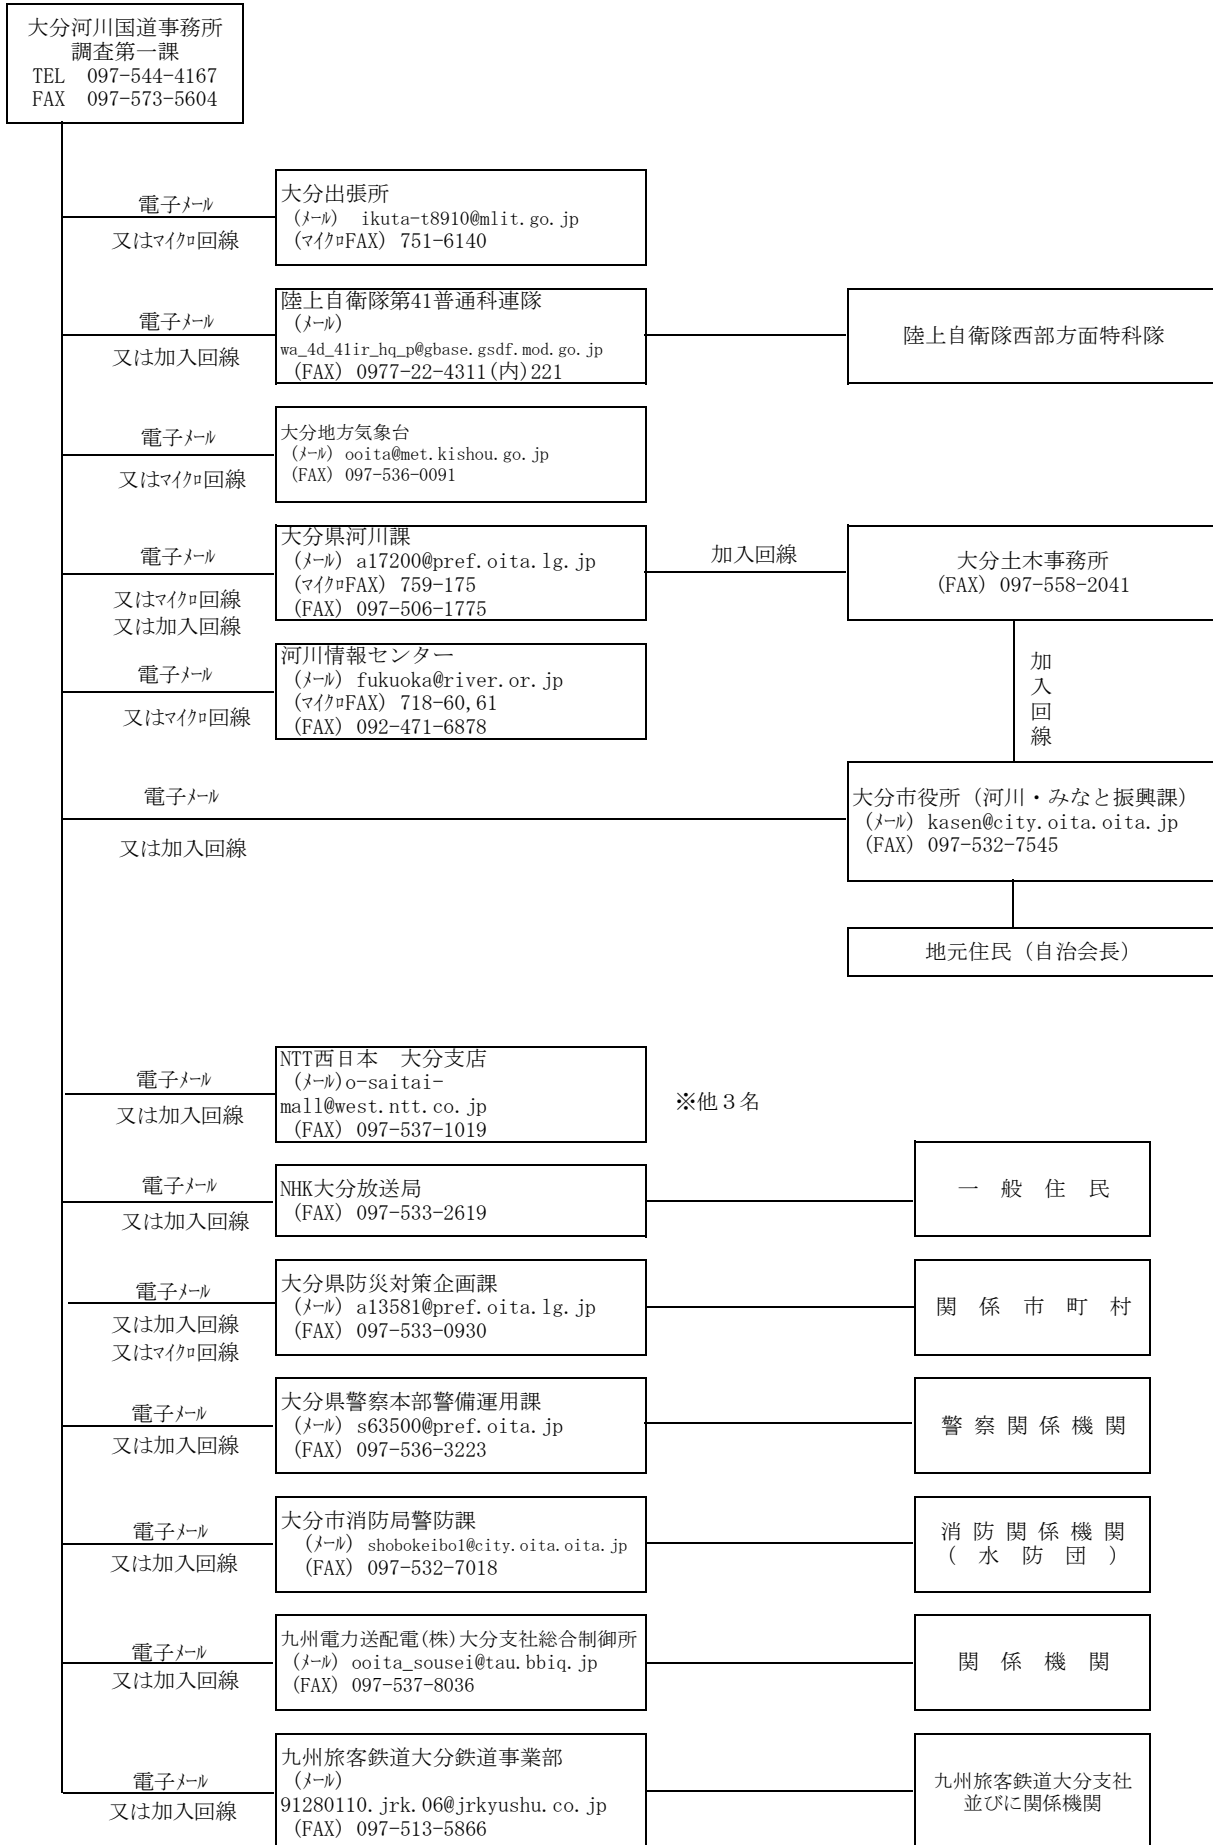 大分河川国道事務所
調査第一課
TEL　097-544-4167
FAX　097-573-5604
電子ﾒｰﾙ
又はﾏｲｸﾛ回線
大分出張所
(ﾒｰﾙ)　ikuta-t8910@mlit.go.jp
(ﾏｲｸﾛFAX) 751-6140
電子ﾒｰﾙ
又は加入回線
陸上自衛隊第41普通科連隊
(ﾒｰﾙ)
wa_4d_41ir_hq_p@gbase.gsdf.mod.go.jp
(FAX) 0977-22-4311(内)221
陸上自衛隊西部方面特科隊
電子ﾒｰﾙ
又はﾏｲｸﾛ回線
大分地方気象台
(ﾒｰﾙ) ooita@met.kishou.go.jp
(FAX) 097-536-0091
電子ﾒｰﾙ
又はﾏｲｸﾛ回線
又は加入回線
大分県河川課
(ﾒｰﾙ) a17200@pref.oita.lg.jp
(ﾏｲｸﾛFAX) 759-175
(FAX) 097-506-1775
加入回線
大分土木事務所
(FAX) 097-558-2041
電子ﾒｰﾙ
又はﾏｲｸﾛ回線
河川情報センター
(ﾒｰﾙ) fukuoka@river.or.jp
(ﾏｲｸﾛFAX) 718-60,61
(FAX) 092-471-6878
加入回線
電子ﾒｰﾙ
又は加入回線
大分市役所（河川・みなと振興課）
(ﾒｰﾙ) kasen@city.oita.oita.jp
(FAX) 097-532-7545
地元住民（自治会長）
電子ﾒｰﾙ
又は加入回線
NTT西日本　大分支店
(ﾒｰﾙ)o-saitai-
mall@west.ntt.co.jp
(FAX) 097-537-1019
※他３名
電子ﾒｰﾙ
又は加入回線
NHK大分放送局
(FAX) 097-533-2619
一　般　住　民
電子ﾒｰﾙ
又は加入回線
又はﾏｲｸﾛ回線
大分県防災対策企画課
(ﾒｰﾙ) a13581@pref.oita.lg.jp
(FAX) 097-533-0930
関　係　市　町　村
電子ﾒｰﾙ
又は加入回線
大分県警察本部警備運用課
(ﾒｰﾙ) s63500@pref.oita.jp
(FAX) 097-536-3223
警 察 関 係 機 関
電子ﾒｰﾙ
又は加入回線
大分市消防局警防課
(ﾒｰﾙ) shobokeibo1@city.oita.oita.jp
(FAX) 097-532-7018
消 防 関 係 機 関
（　水　防　団　）
電子ﾒｰﾙ
又は加入回線
九州電力送配電(株)大分支社総合制御所
(ﾒｰﾙ) ooita_sousei@tau.bbiq.jp
(FAX) 097-537-8036
関　係　機　関
電子ﾒｰﾙ
又は加入回線
九州旅客鉄道大分鉄道事業部
(ﾒｰﾙ)
91280110.jrk.06@jrkyushu.co.jp
(FAX) 097-513-5866
九州旅客鉄道大分支社
並びに関係機関